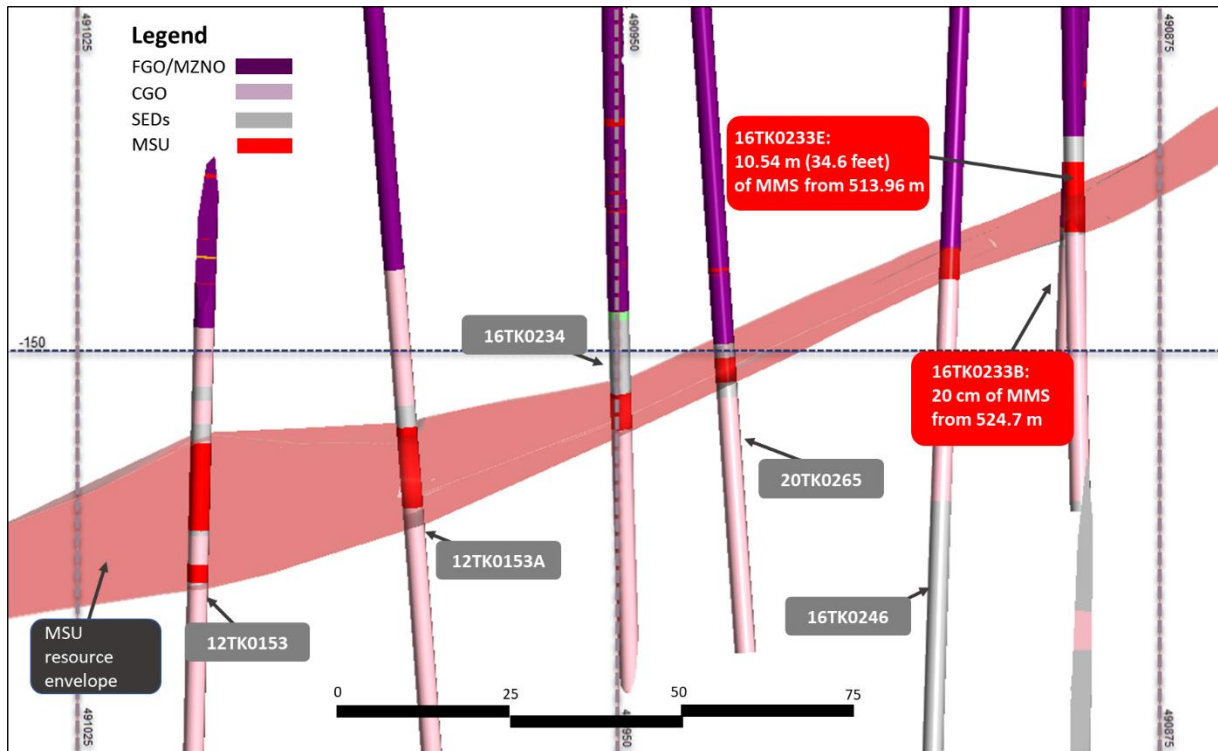 491025
490950
490875
Legend
FGO/MZNO
CGO
SEDs
MSU
16TK0233E:
10.54 m (34.6 feet)
of MMS from 513.96 m
-150
16TK0234
16TK0233B:
20 cm of MMS
from 524.7 m
20TK0265
12TK0153A
16TK0246
12TK0153
MSU
resource
envelope
0
25
50
75
491025
490950
490875